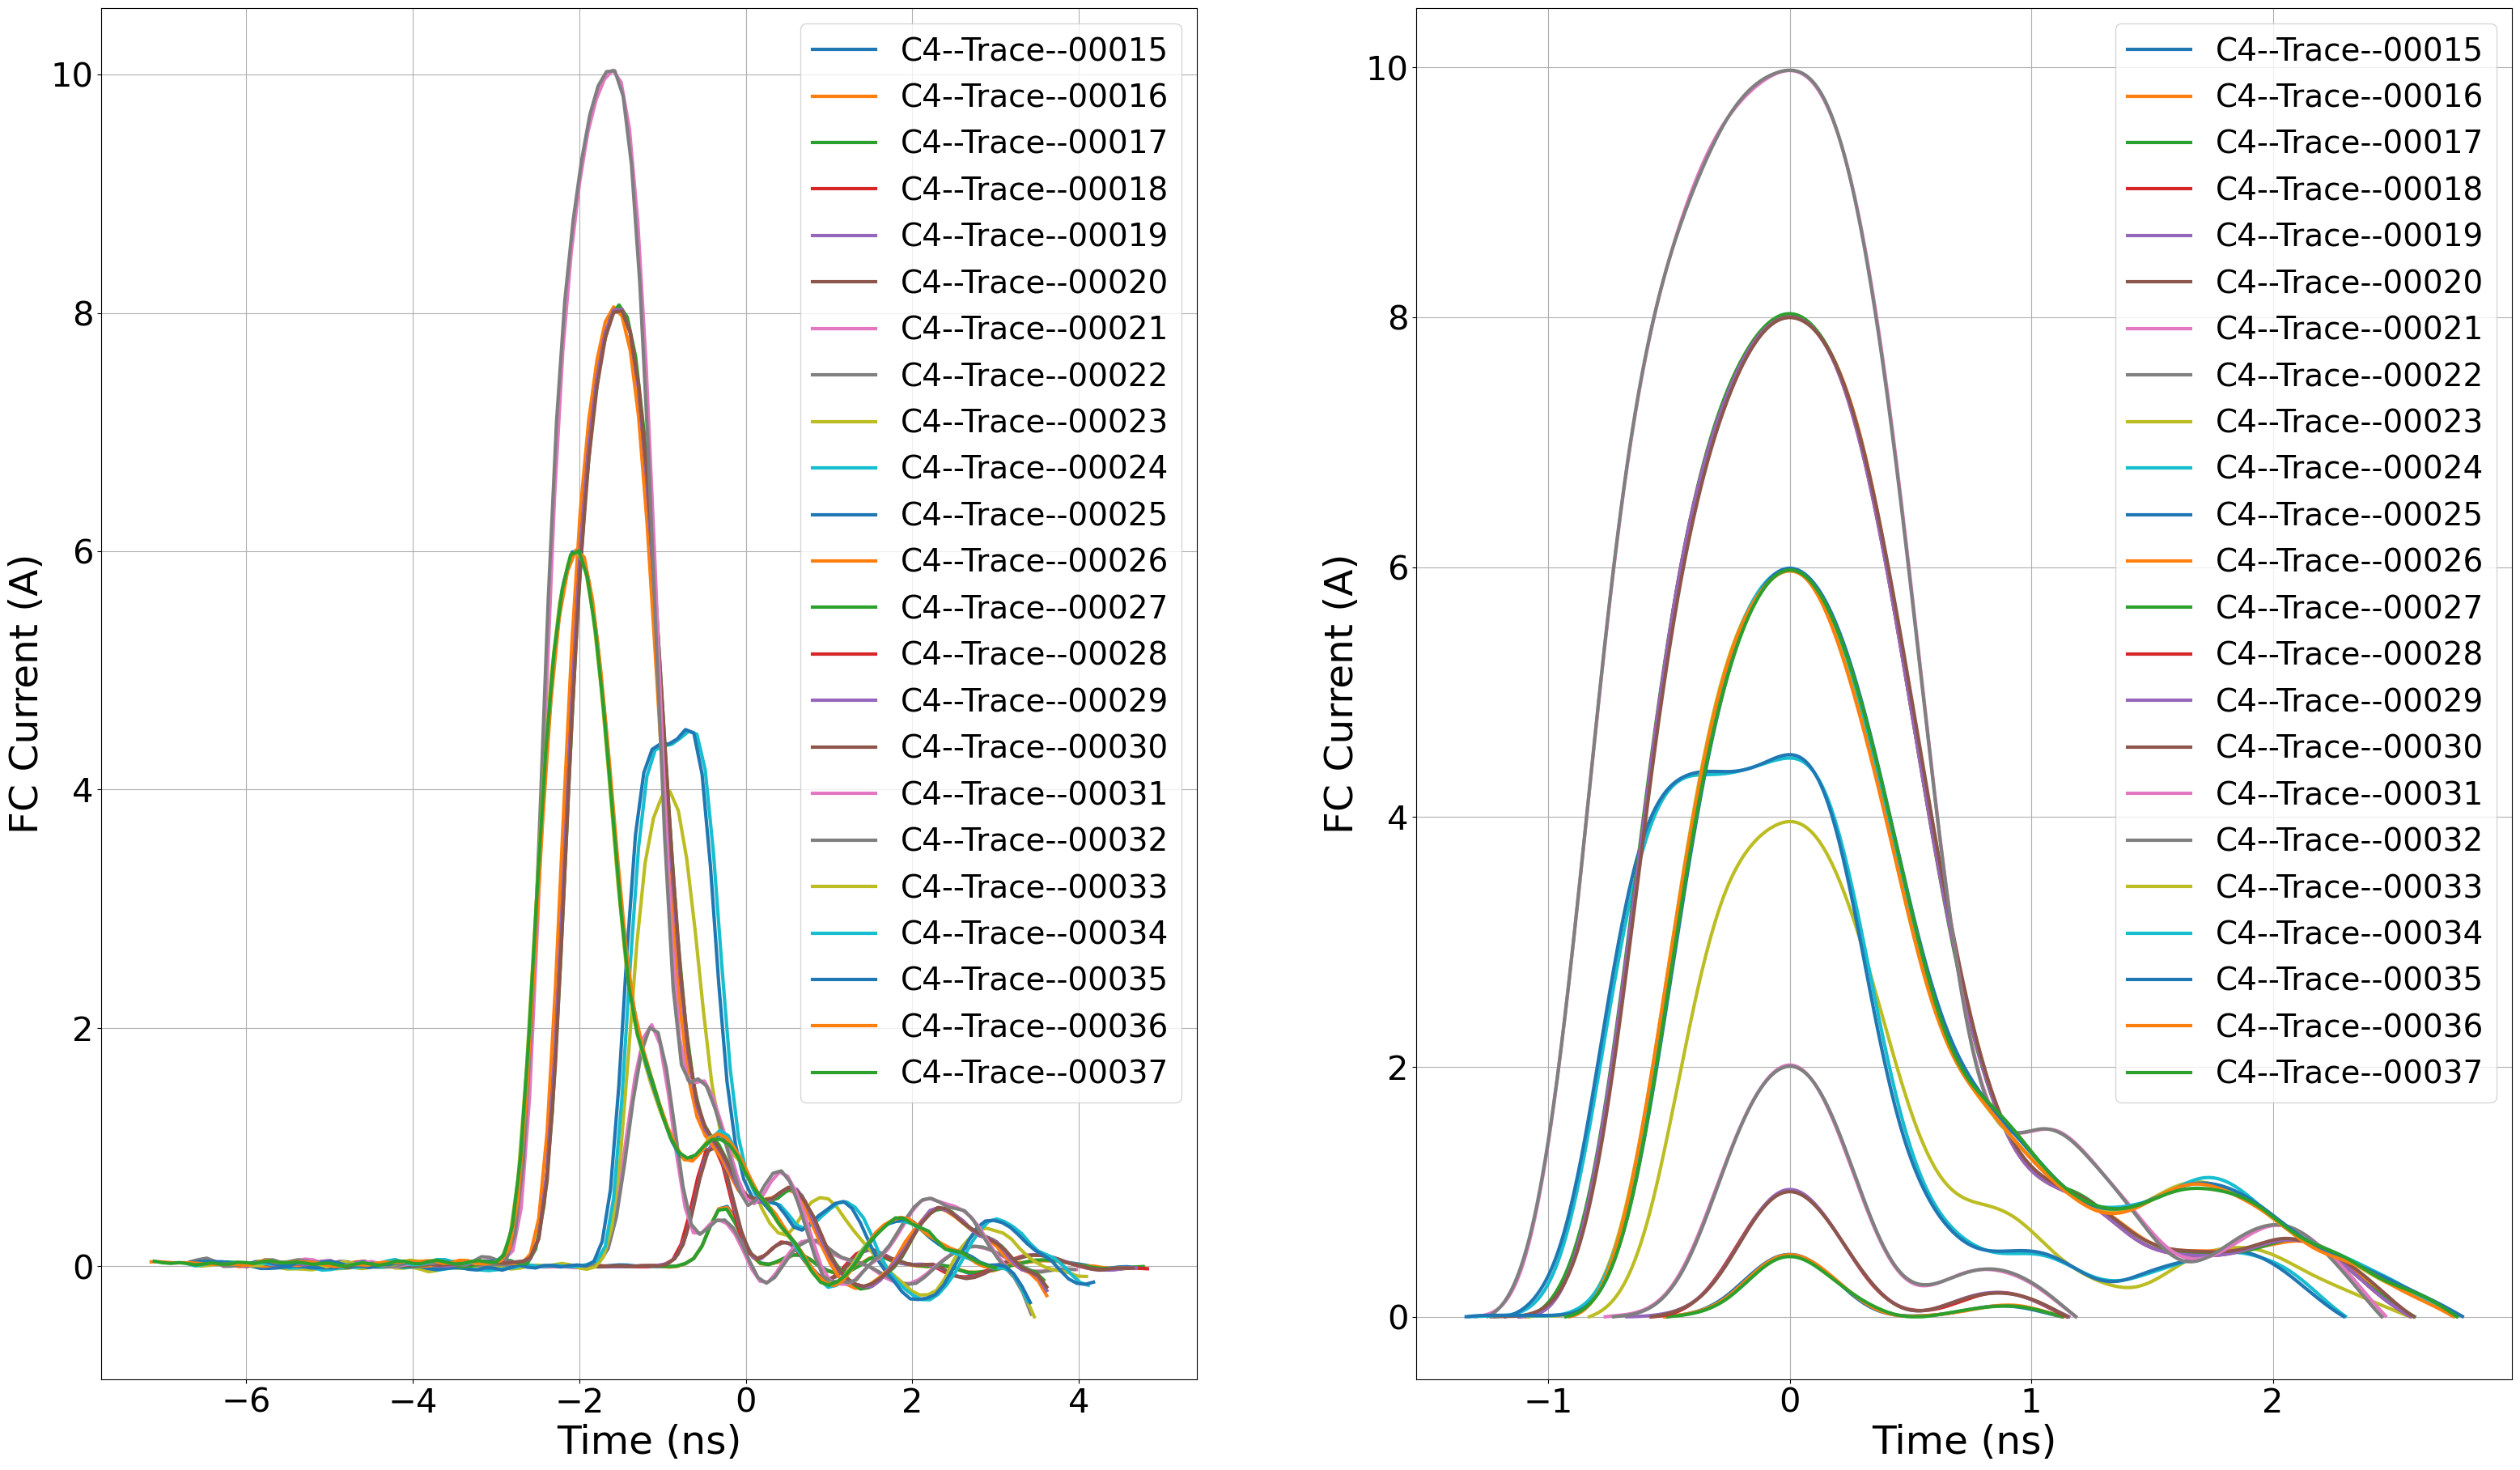 FC Current (A)
10
8
6
4
2
0
−6
−4
−2
0
2
4
Time (ns)
C4--Trace--00015
C4--Trace--00016
C4--Trace--00017
C4--Trace--00018
C4--Trace--00019
C4--Trace--00020
C4--Trace--00021
C4--Trace--00022
C4--Trace--00023
C4--Trace--00024
C4--Trace--00025
C4--Trace--00026
C4--Trace--00027
C4--Trace--00028
C4--Trace--00029
C4--Trace--00030
C4--Trace--00031
C4--Trace--00032
C4--Trace--00033
C4--Trace--00034
C4--Trace--00035
C4--Trace--00036
C4--Trace--00037
FC Current (A)
10
8
6
4
2
0
−1
0
1
2
Time (ns)
C4--Trace--00015
C4--Trace--00016
C4--Trace--00017
C4--Trace--00018
C4--Trace--00019
C4--Trace--00020
C4--Trace--00021
C4--Trace--00022
C4--Trace--00023
C4--Trace--00024
C4--Trace--00025
C4--Trace--00026
C4--Trace--00027
C4--Trace--00028
C4--Trace--00029
C4--Trace--00030
C4--Trace--00031
C4--Trace--00032
C4--Trace--00033
C4--Trace--00034
C4--Trace--00035
C4--Trace--00036
C4--Trace--00037